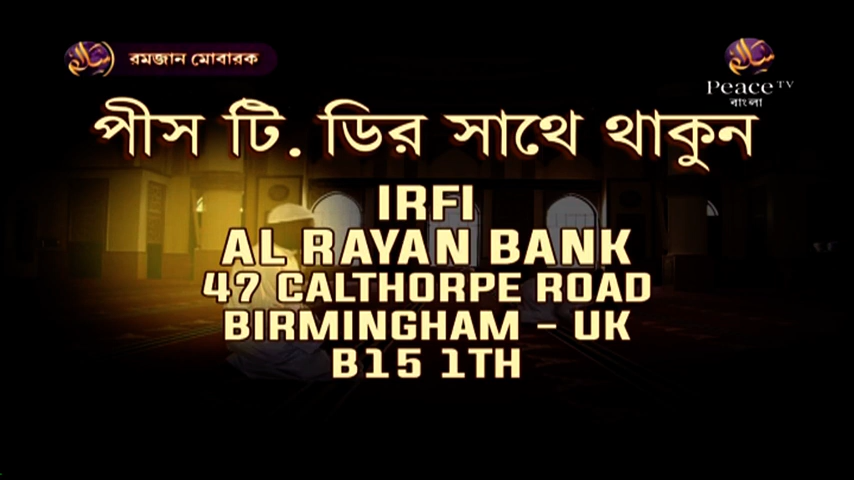 রমজান মোবারক
Peace TV
বাংলা
পীস টি. ডির সাথে থাকুন
IRFI
AL RAYAN BANK
47 CALTHORPE ROAD
BIRMINGHAM – UK
B15 1TH